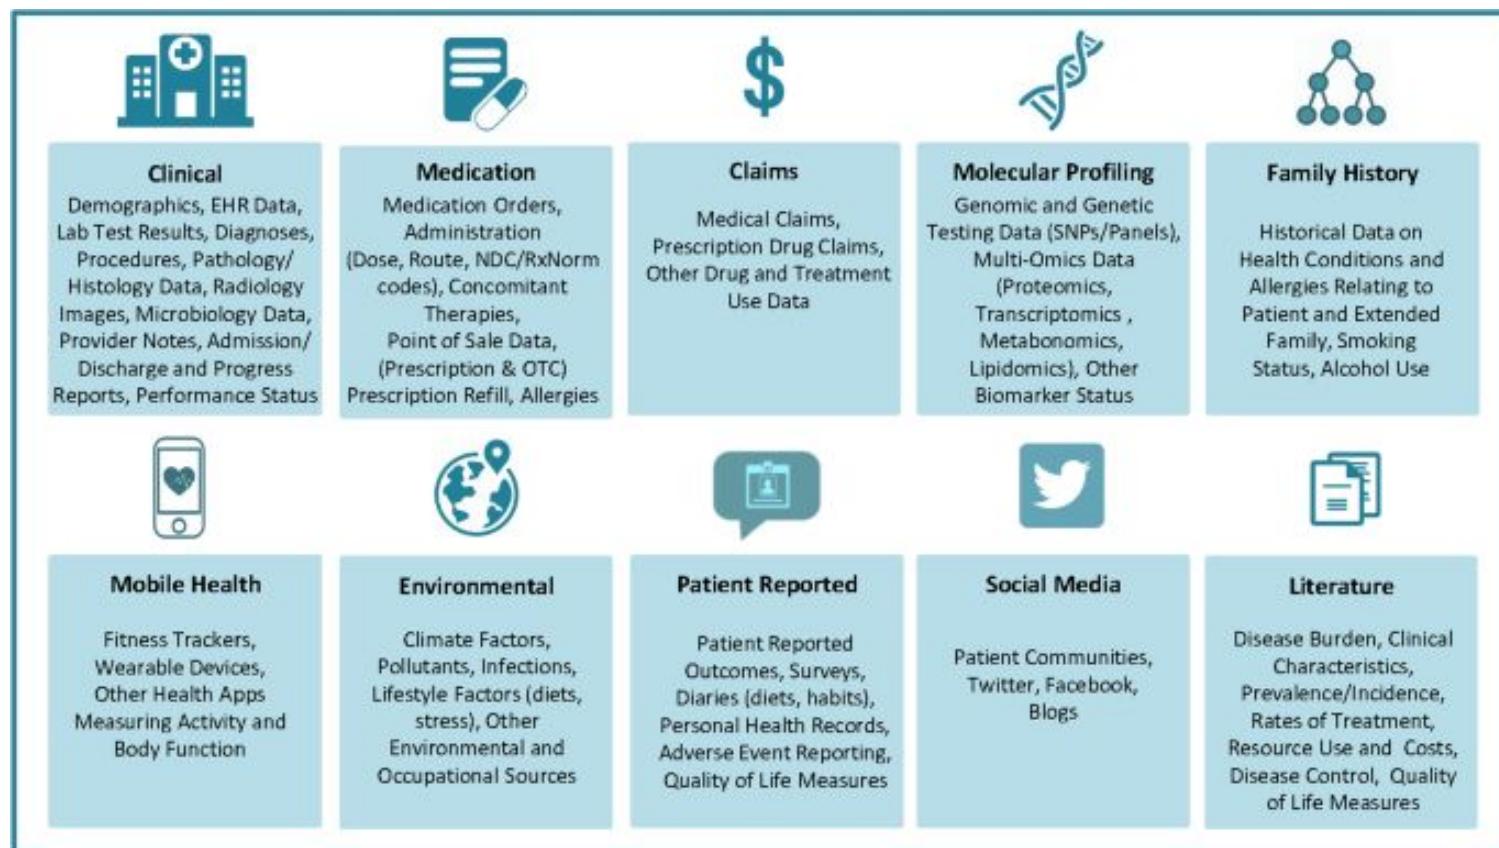 Clinical
Demographics, EHR Data,
Lab Test Results, Diagnoses,
Procedures, Pathology/
Histology Data, Radiology
Images, Microbiology Data,
Provider Notes, Admission/
Discharge and Progress
Reports, Performance Status
Medication
Medication Orders,
Administration
(Dose, Route, NDC/RxNorm
codes), Concomitant
Therapies,
Point of Sale Data,
(Prescription & OTC)
Prescription Refill, Allergies
$
Claims
Medical Claims,
Prescription Drug Claims,
Other Drug and Treatment
Use Data
Molecular Profiling
Genomic and Genetic
Testing Data (SNPs/Panels),
Multi-Omics Data
(Proteomics,
Transcriptomics ,
Metabonomics,
Lipidomics), Other
Biomarker Status
Family History
Historical Data on
Health Conditions and
Allergies Relating to
Patient and Extended
Family, Smoking
Status, Alcohol Use
Mobile Health
Fitness Trackers,
Wearable Devices,
Other Health Apps
Measuring Activity and
Body Function
Environmental
Climate Factors,
Pollutants, Infections,
Lifestyle Factors (diets,
stress), Other
Environmental and
Occupational Sources
Patient Reported
Patient Reported
Outcomes, Surveys,
Diaries (diets, habits),
Personal Health Records,
Adverse Event Reporting,
Quality of Life Measures
Social Media
Patient Communities,
Twitter, Facebook,
Blogs
Literature
Disease Burden, Clinical
Characteristics,
Prevalence/Incidence,
Rates of Treatment,
Resource Use and Costs,
Disease Control, Quality
of Life Measures